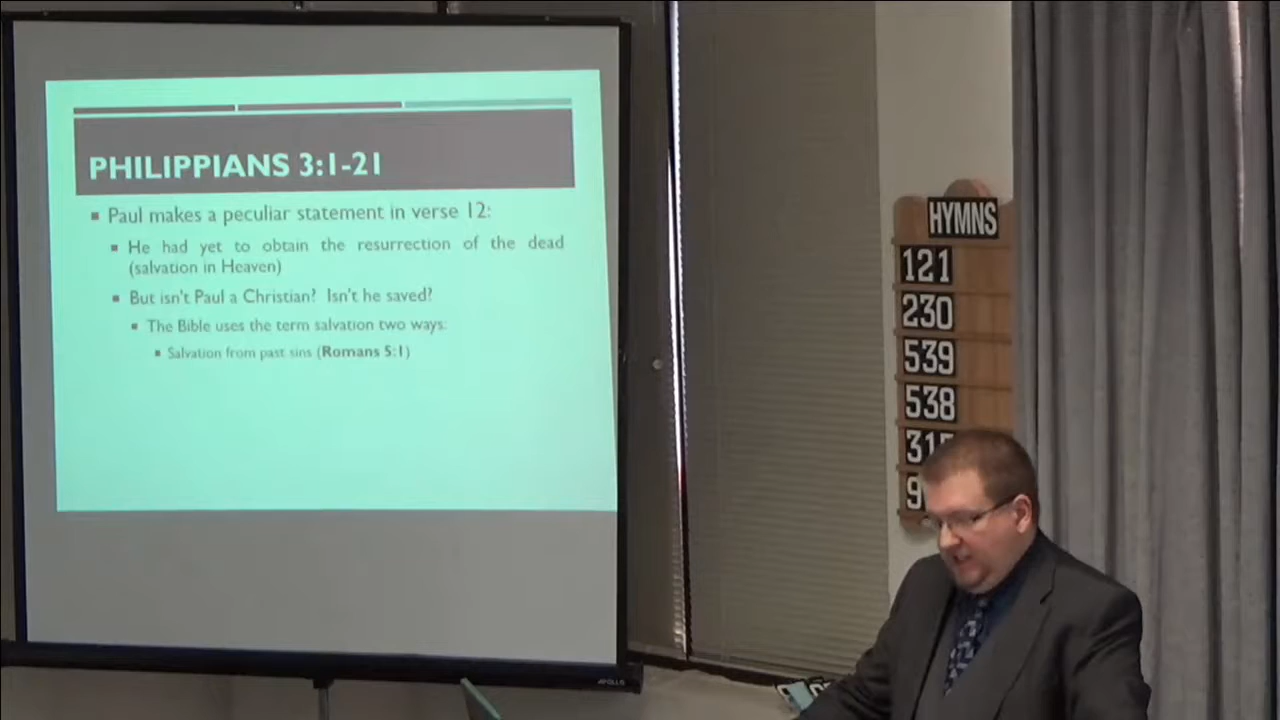 PHILIPPIANS 3:1-21
▪ Paul makes a peculiar statement in verse 12:
▪ He had yet to obtain the resurrection of the dead
(salvation in Heaven)
▪ But isn't Paul a Christian? Isn't he saved?
▪ The Bible uses the term salvation two ways:
▪ Salvation from past sins (Romans 5:1)
HYMNS
121
230
539
538
APOLLO